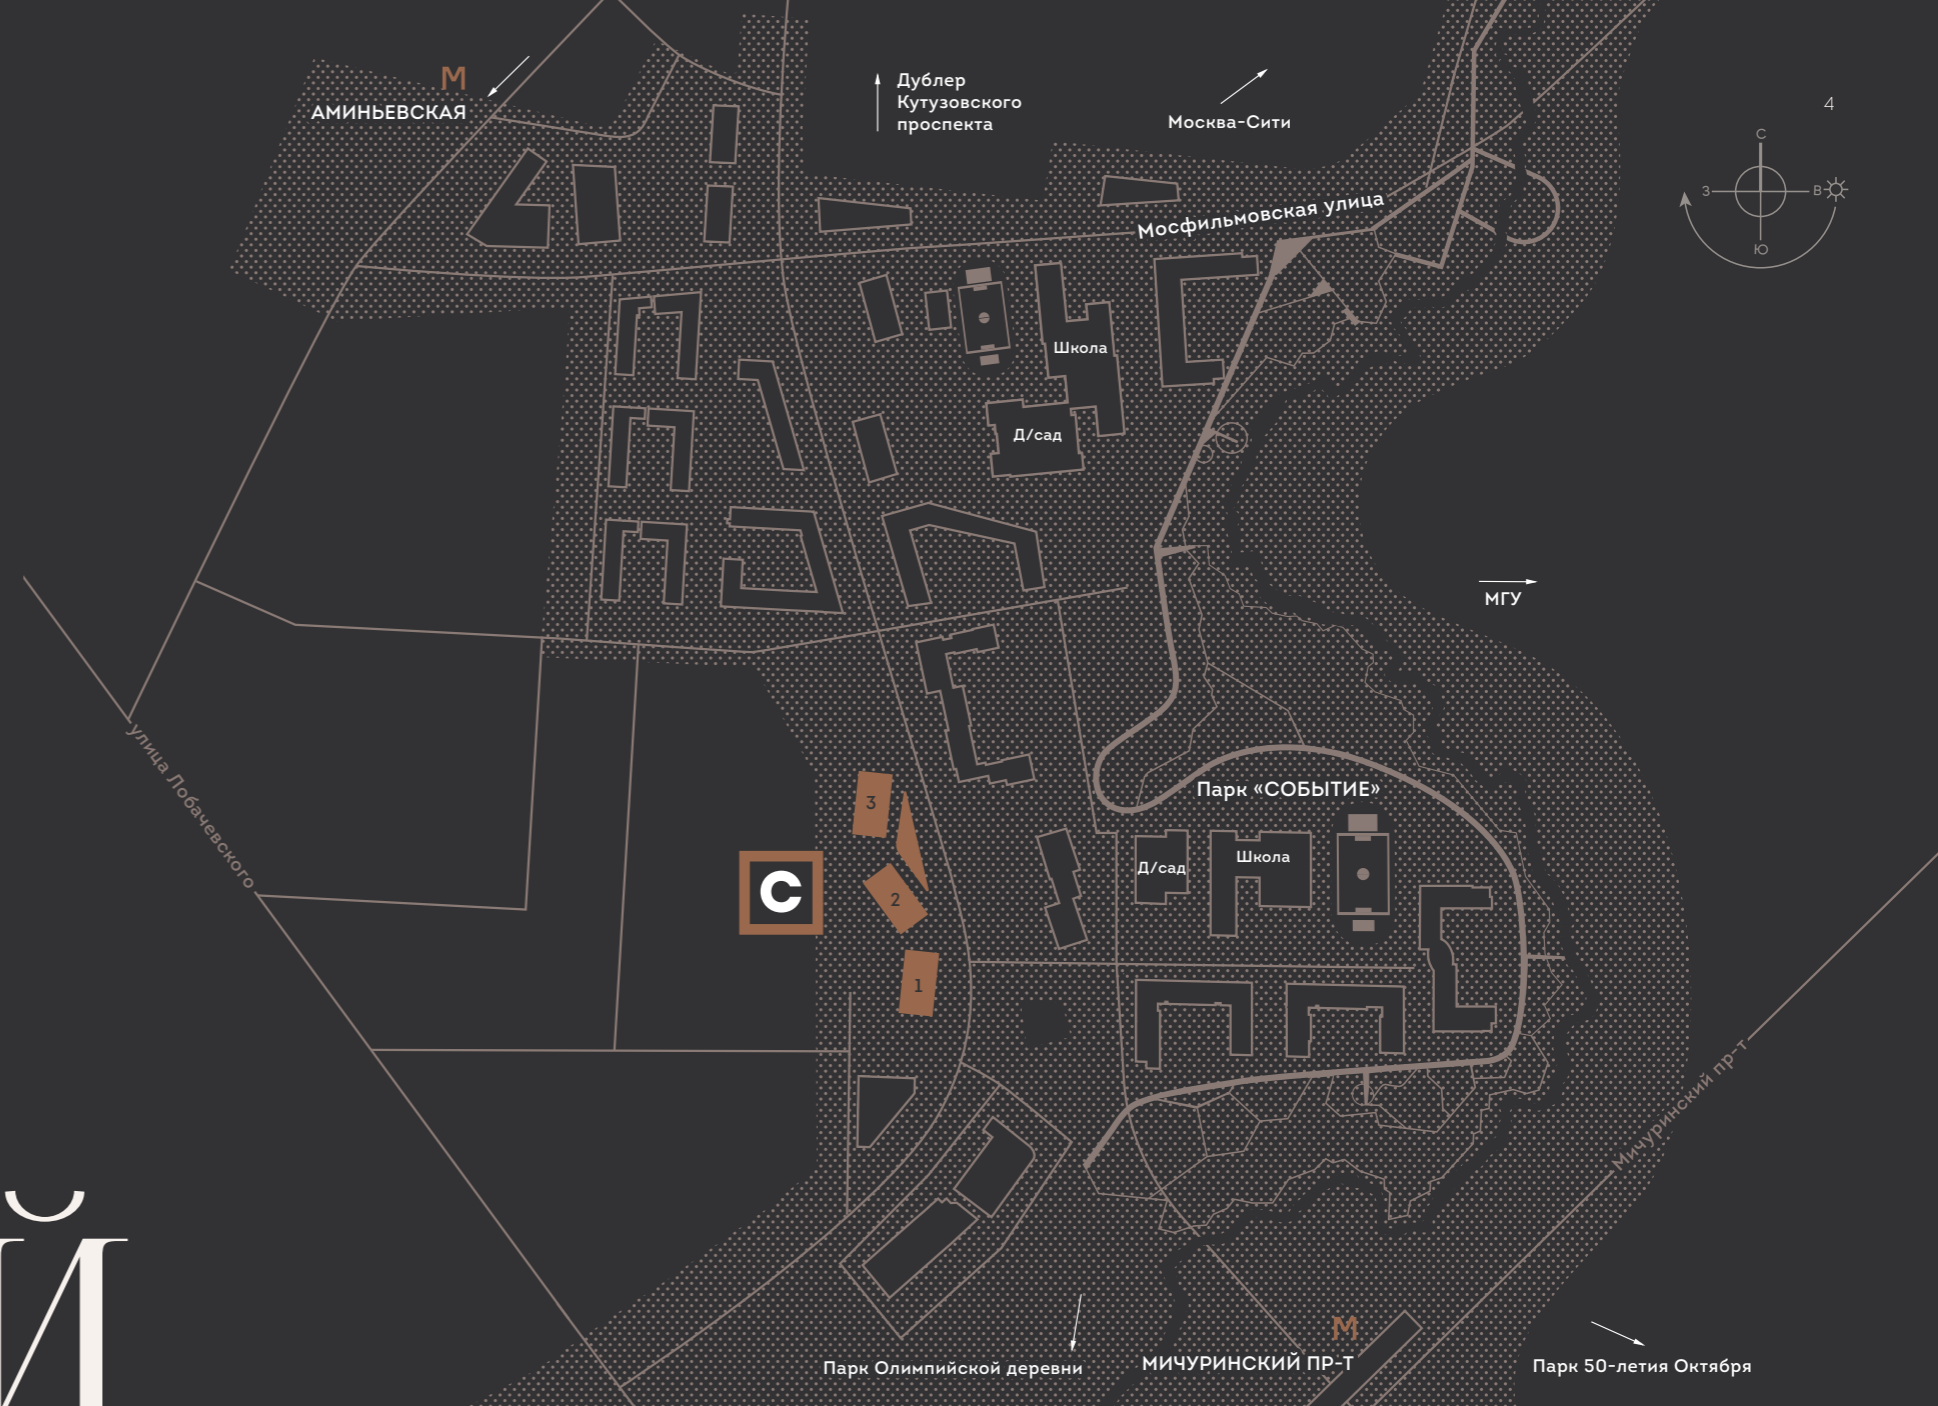 М
АМИНЬЕВСКАЯ
Дублер
Кутузовского
проспекта
Москва-Сити
4
С
З
В
Ю
Мосфильмовская улица
Школа
Д/сад
МГУ
улица Лобачевского
Парк «СОБЫТИЕ»
3
Д/сад
Школа
С
2
1
Мичуринский пр-т
Й
М
МИЧУРИНСКИЙ ПР-Т
Парк Олимпийской деревни
Парк 50-летия Октября